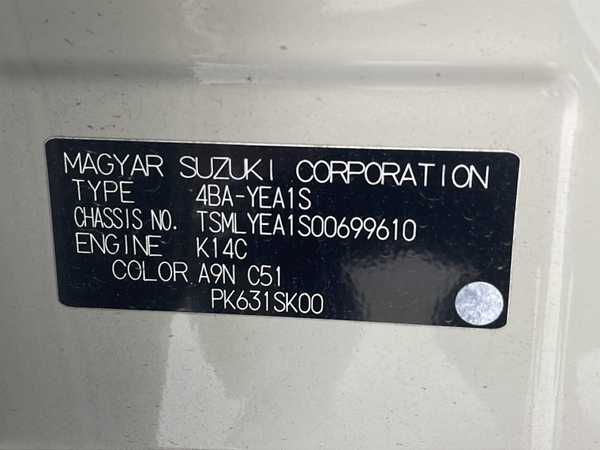 MAGYAR SUZUKI CORPORATION
TYPE 4BA-YEA1S
CHASSIS NO. TSMLYEA1S00699610
ENGINE K14C
COLOR A9N C51
PK631SK00